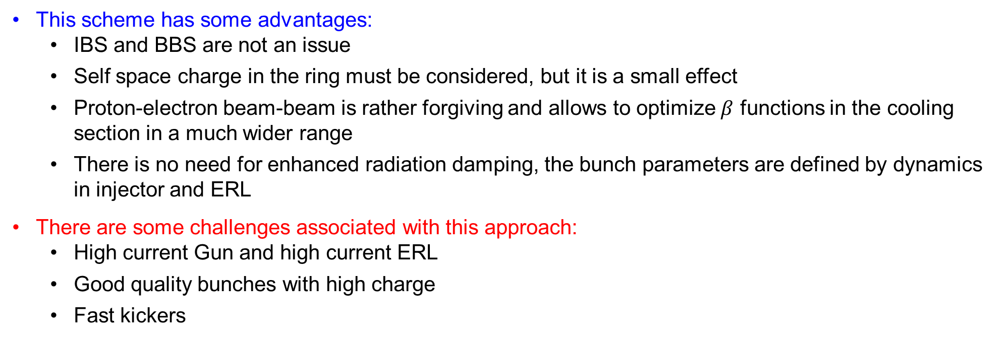 • This scheme has some advantages:
• IBS and BBS are not an issue
• Self space charge in the ring must be considered, but it is a small effect
• Proton-electron beam-beam is rather forgiving and allows to optimize β functions in the cooling
section in a much wider range
• There is no need for enhanced radiation damping, the bunch parameters are defined by dynamics
in injector and ERL
• There are some challenges associated with this approach:
• High current Gun and high current ERL
• Good quality bunches with high charge
• Fast kickers